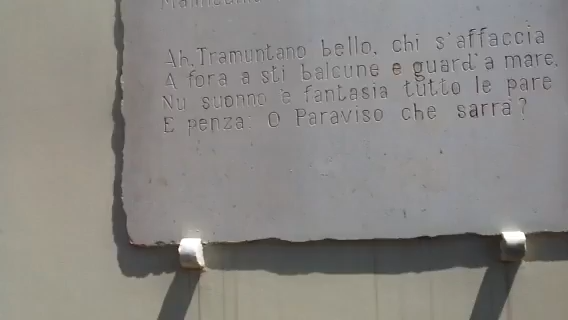 Ah, Tramuntano bello, chi s'affaccia
A fora a sti balcune e guard'a mare,
Nu suonno 'e fantasia tutto le pare
E penza: O Paraviso che sarrà?